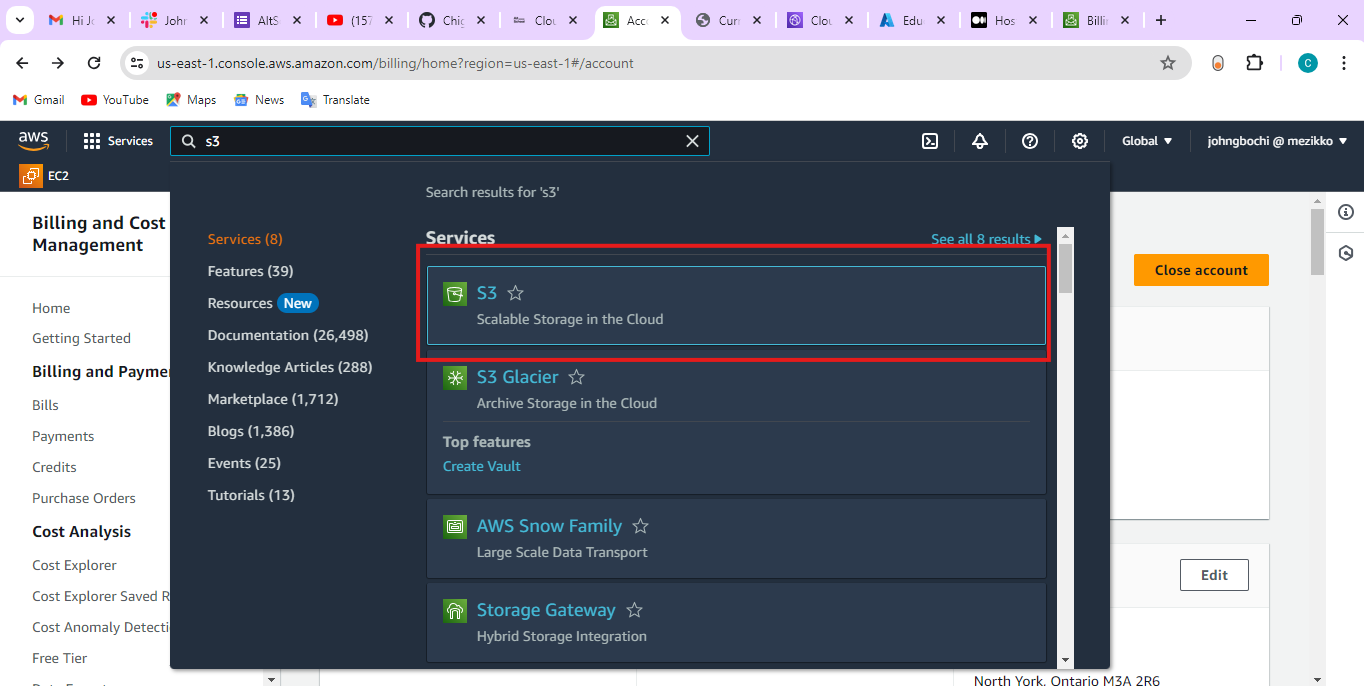 Hi Jo
John
AltSc
(157
Chig
Clou
Acc
Curr
Clou
Edu
Hos
Billin
us-east-1.console.aws.amazon.com/billing/home?region=us-east-1#/account
C
Gmail
YouTube
Maps
News
Translate
aws
Services
s3
Global
johngbochi @ mezikko
EC2
Search results for 's3'
Billing and Cost
Management
Home
Getting Started
Billing and Payme
Bills
Payments
Credits
Purchase Orders
Cost Analysis
Cost Explorer
Cost Explorer Saved R
Cost Anomaly Detecti
Free Tier
Services (8)
Features (39)
Resources New
Documentation (26,498)
Knowledge Articles (288)
Marketplace (1,712)
Blogs (1,386)
Events (25)
Tutorials (13)
Services
See all 8 results
S3
Scalable Storage in the Cloud
S3 Glacier
Archive Storage in the Cloud
Top features
Create Vault
AWS Snow Family
Large Scale Data Transport
Storage Gateway
Hybrid Storage Integration
Close account
Edit
North York, Ontario M3A 2R6